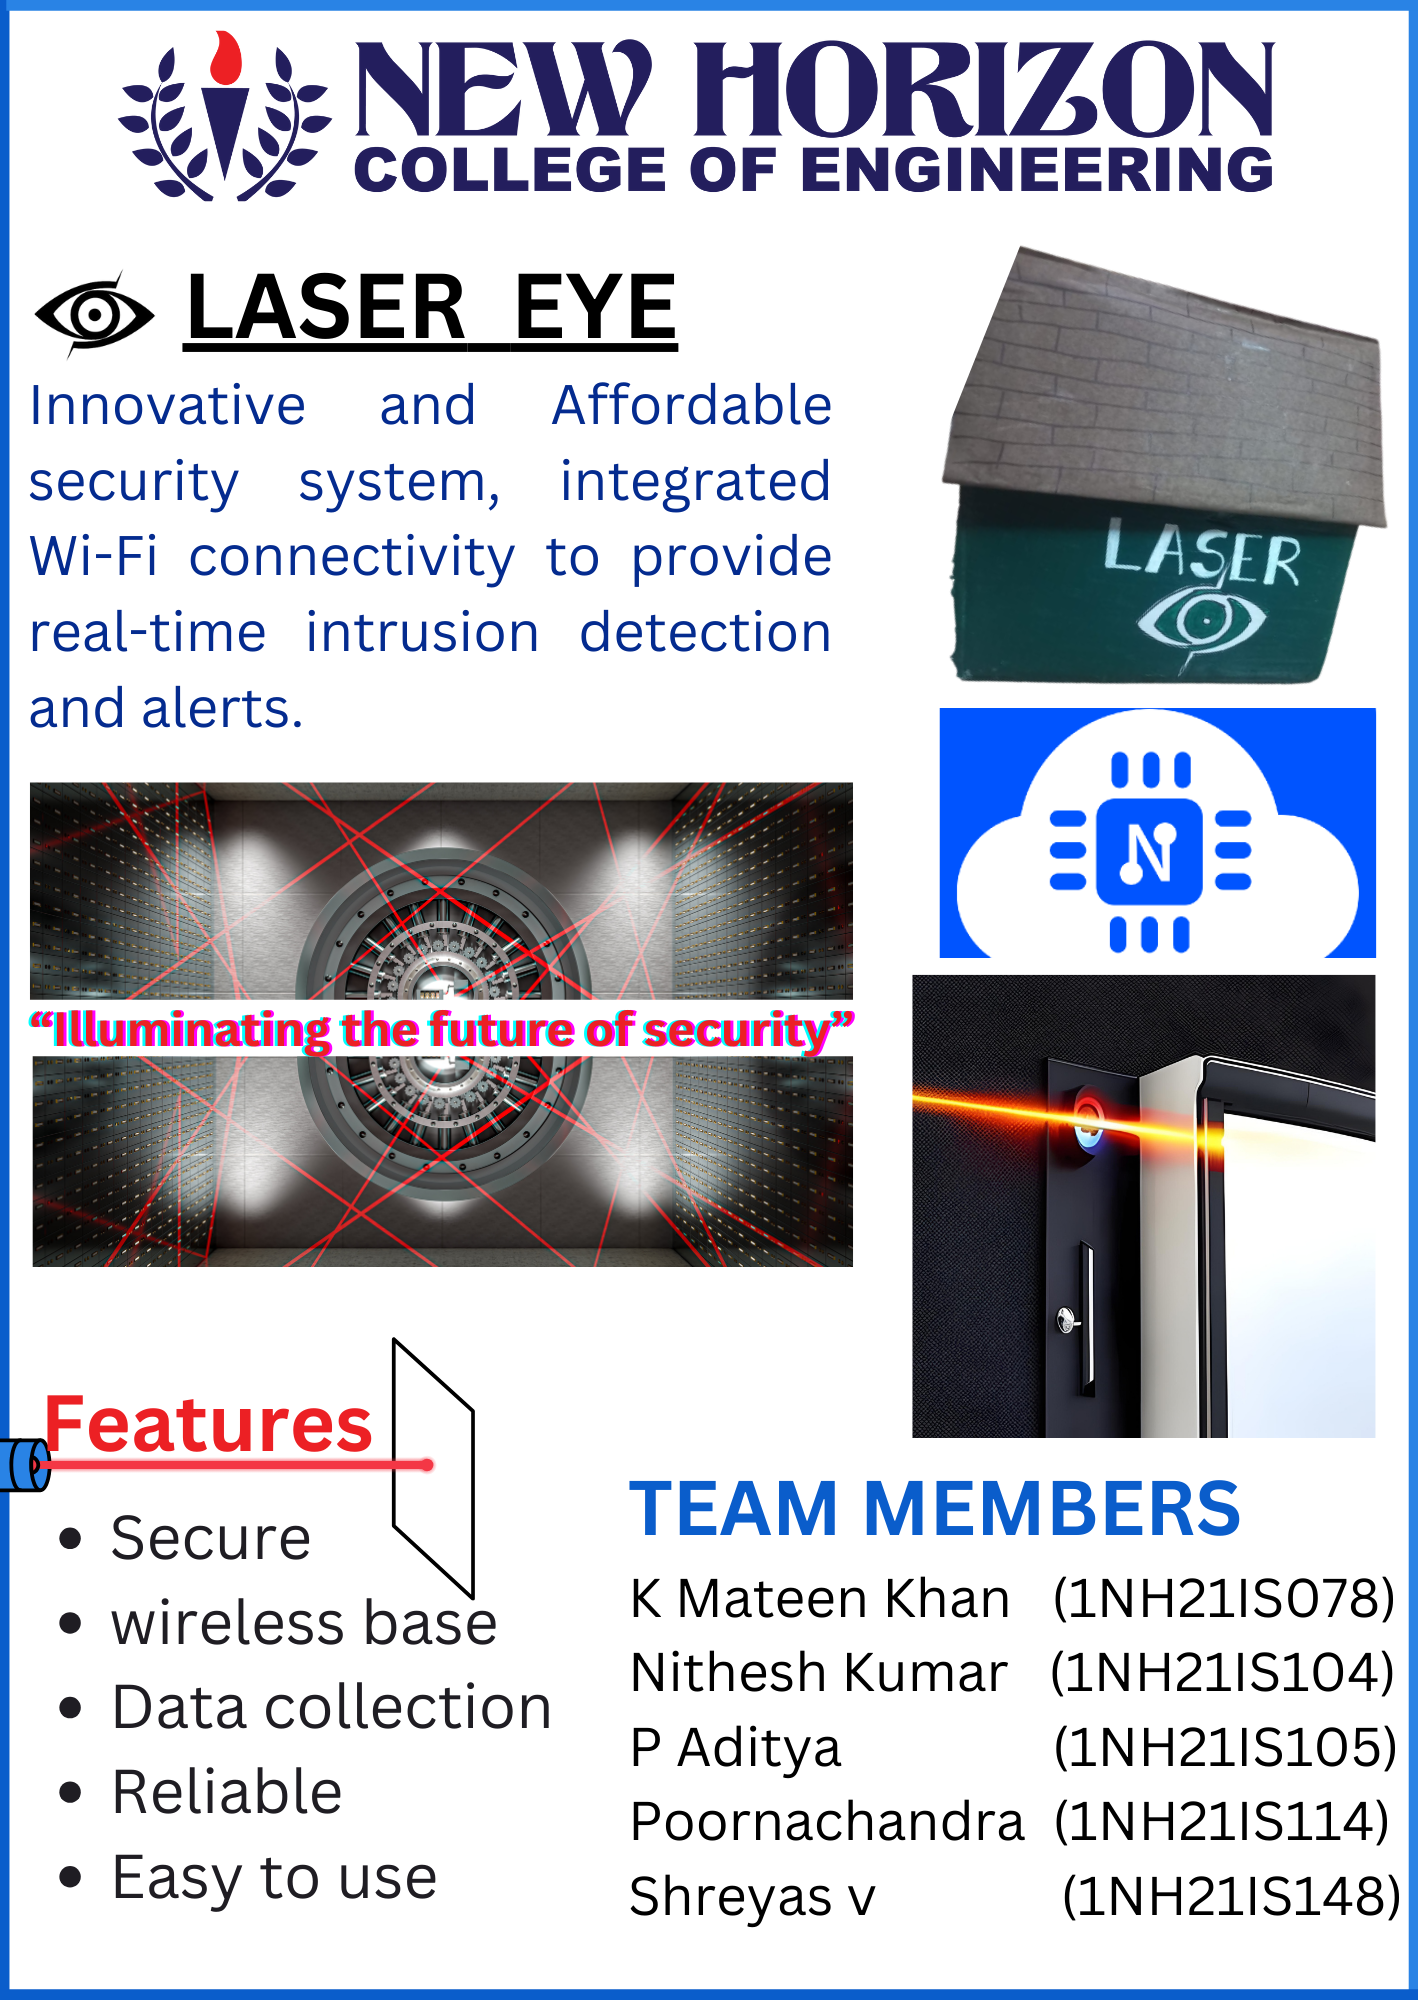 NEW HORIZON
COLLEGE OF ENGINEERING
LASER EYE
Innovative and Affordable
security system, integrated
Wi-Fi connectivity to provide
real-time intrusion detection
and alerts.
LASER
N
“Illuminating the future of security”
Features
• Secure
• wireless base
• Data collection
• Reliable
• Easy to use
TEAM MEMBERS
K Mateen Khan (1NH21IS078)
Nithesh Kumar (1NH21IS104)
P Aditya (1NH21IS105)
Poornachandra (1NH21IS114)
Shreyas v (1NH21IS148)